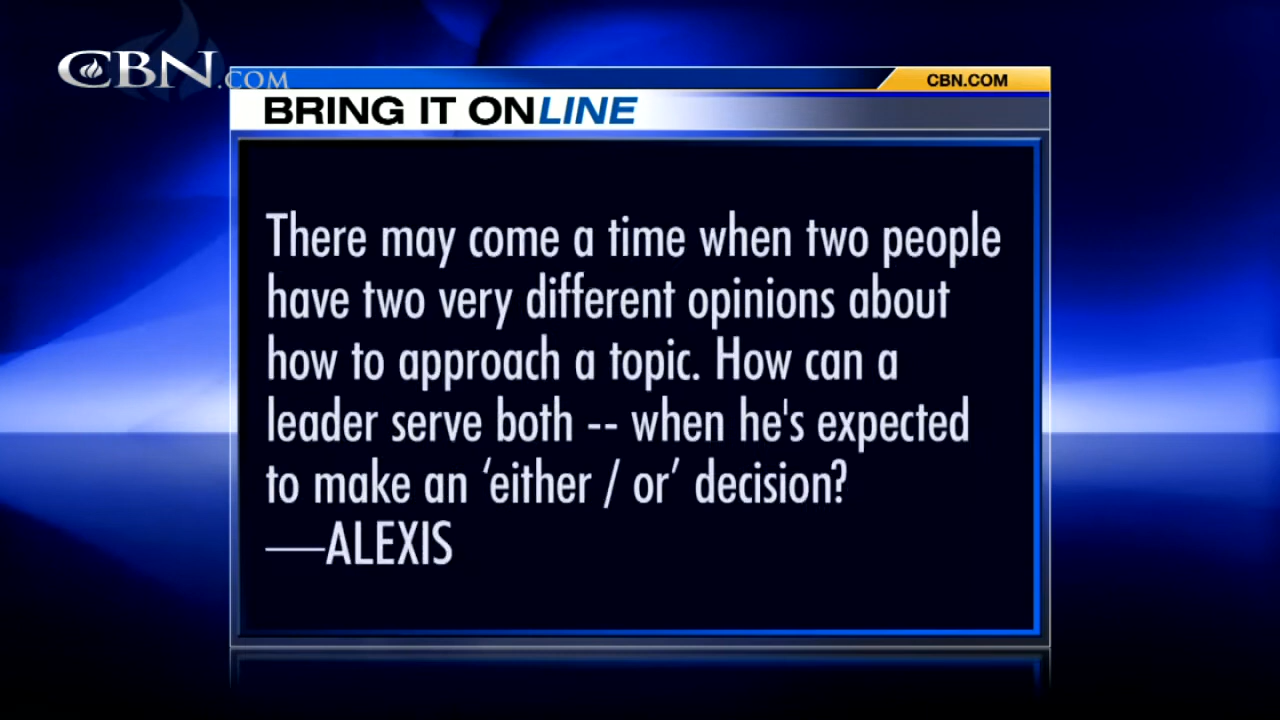 CBN.COM
CBN.COM
BRING IT ONLINE
There may come a time when two people
have two very different opinions about
how to approach a topic. How can a
leader serve both -- when he's expected
to make an ‘either / or’ decision?
—ALEXIS